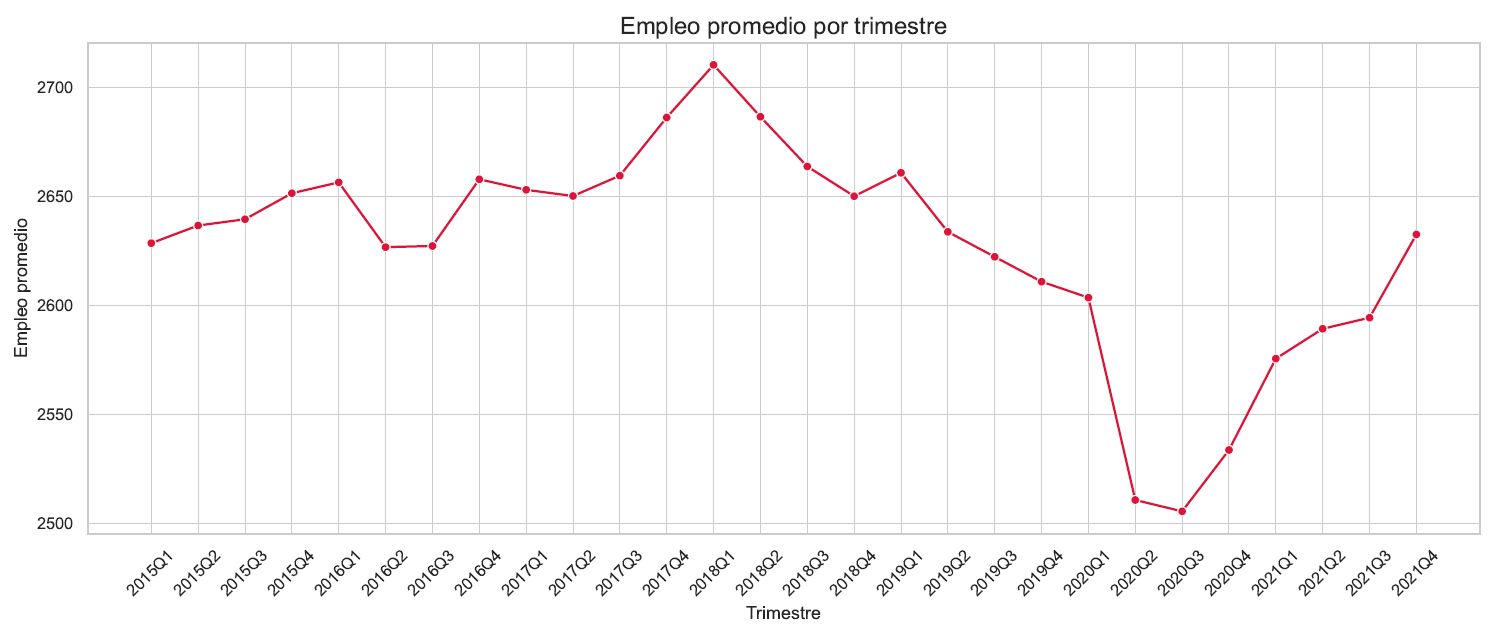 Empleo promedio por trimestre
Empleo promedio
2700
2650
2600
2550
2500
2015Q1
2015Q2
2015Q3
2015Q4
2016Q1
2016Q2
2016Q3
2016Q4
2017Q1
2017Q2
2017Q3
2017Q4
2018Q1
2018Q2
2018Q3
2018Q4
2019Q1
2019Q2
2019Q3
2019Q4
2020Q1
2020Q2
2020Q3
2020Q4
2021Q1
2021Q2
2021Q3
2021Q4
Trimestre